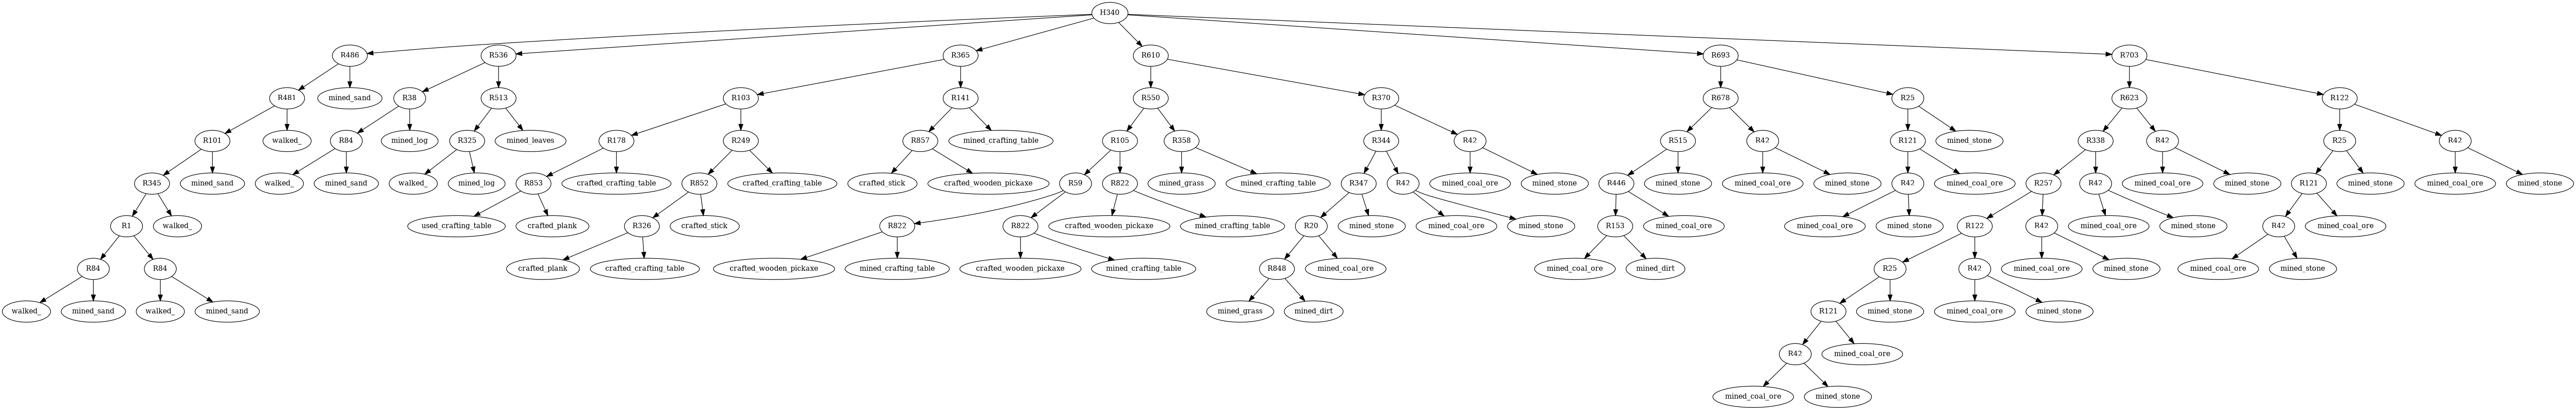 H340
R486 R536 R365 R610 R693 R703
R481 mined_sand R38 R513 R103 R141 R550 R370 R678 R25 R623 R122
R101 walked_ R84 mined_log R325 mined_leaves R178 R249 R857 mined_crafting_table R105 R358 R344 R42 R515 R42 R121 mined_stone R338 R42 R25 R42
R345 mined_sand walked_ mined_sand walked_ mined_log R853 crafted_crafting_table R852 crafted_crafting_table crafted_stick crafted_wooden_pickaxe R59 R822 mined_grass mined_crafting_table R347 R42 mined_coal_ore mined_stone R446 mined_stone mined_coal_ore mined_stone R42 mined_coal_ore R257 R42 mined_coal_ore mined_stone R121 mined_stone mined_coal_ore mined_stone
R1 walked_ used_crafting_table crafted_plank R326 crafted_stick R822 R822 crafted_wooden_pickaxe mined_crafting_table R20 mined_stone mined_coal_ore mined_stone R153 mined_coal_ore mined_coal_ore mined_stone R122 R42 mined_coal_ore mined_stone R42 mined_coal_ore
R84 R84 crafted_plank crafted_crafting_table crafted_wooden_pickaxe mined_crafting_table crafted_wooden_pickaxe mined_crafting_table R848 mined_coal_ore mined_coal_ore mined_dirt R25 R42 mined_coal_ore mined_stone mined_coal_ore mined_stone
walked_ mined_sand walked_ mined_sand mined_grass mined_dirt R121 mined_stone mined_coal_ore mined_stone
R42 mined_coal_ore
mined_coal_ore mined_stone